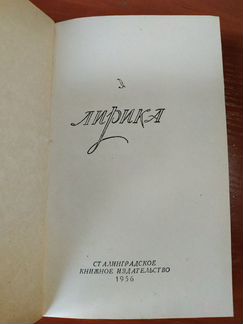 ЛИРИКА
СТАЛИНГРАДСКОЕ
КНИЖНОЕ ИЗДАТЕЛЬСТВО
1956